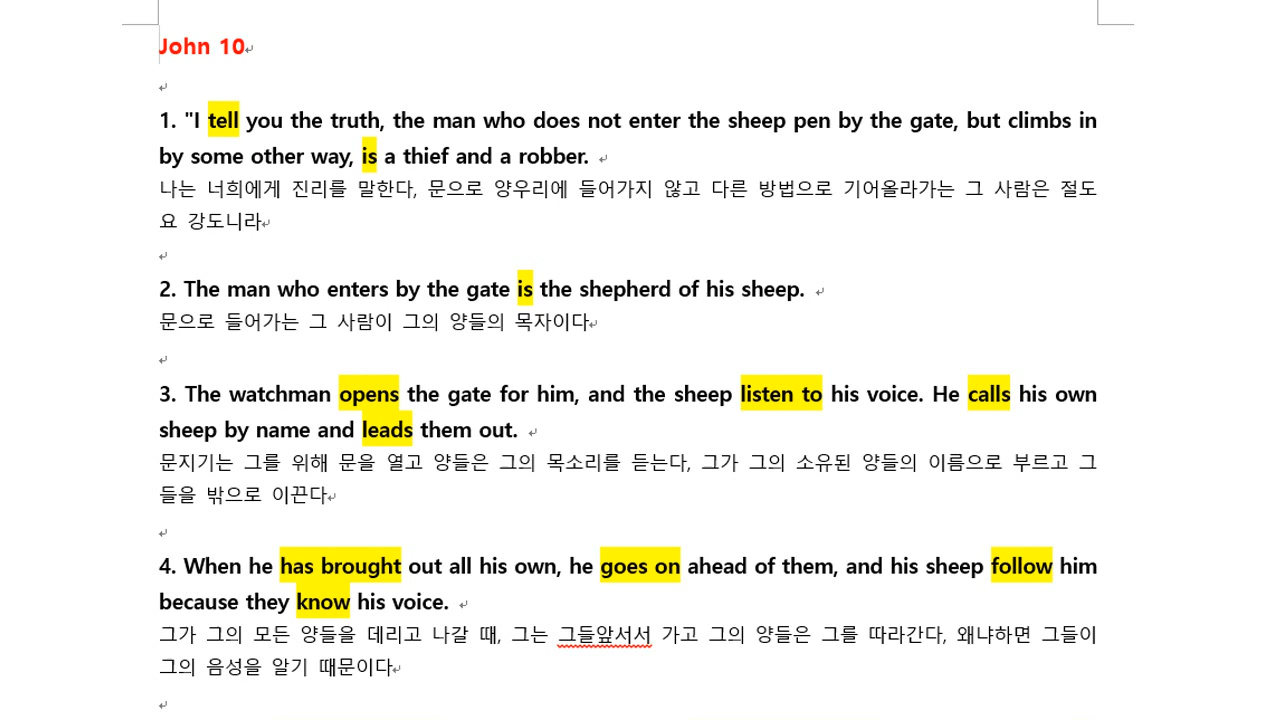 John 10
1. "I tell you the truth, the man who does not enter the sheep pen by the gate, but climbs in
by some other way, is a thief and a robber.
나는 너희에게 진리를 말한다, 문으로 양우리에 들어가지 않고 다른 방법으로 기어올라가는 그 사람은 절도
요 강도니라
2. The man who enters by the gate is the shepherd of his sheep.
문으로 들어가는 그 사람이 그의 양들의 목자이다
3. The watchman opens the gate for him, and the sheep listen to his voice. He calls his own
sheep by name and leads them out.
문지기는 그를 위해 문을 열고 양들은 그의 목소리를 듣는다, 그가 그의 소유된 양들의 이름으로 부르고 그
들을 밖으로 이끈다
4. When he has brought out all his own, he goes on ahead of them, and his sheep follow him
because they know his voice.
그가 그의 모든 양들을 데리고 나갈 때, 그는 그들앞서서 가고 그의 양들은 그를 따라간다, 왜냐하면 그들이
그의 음성을 알기 때문이다